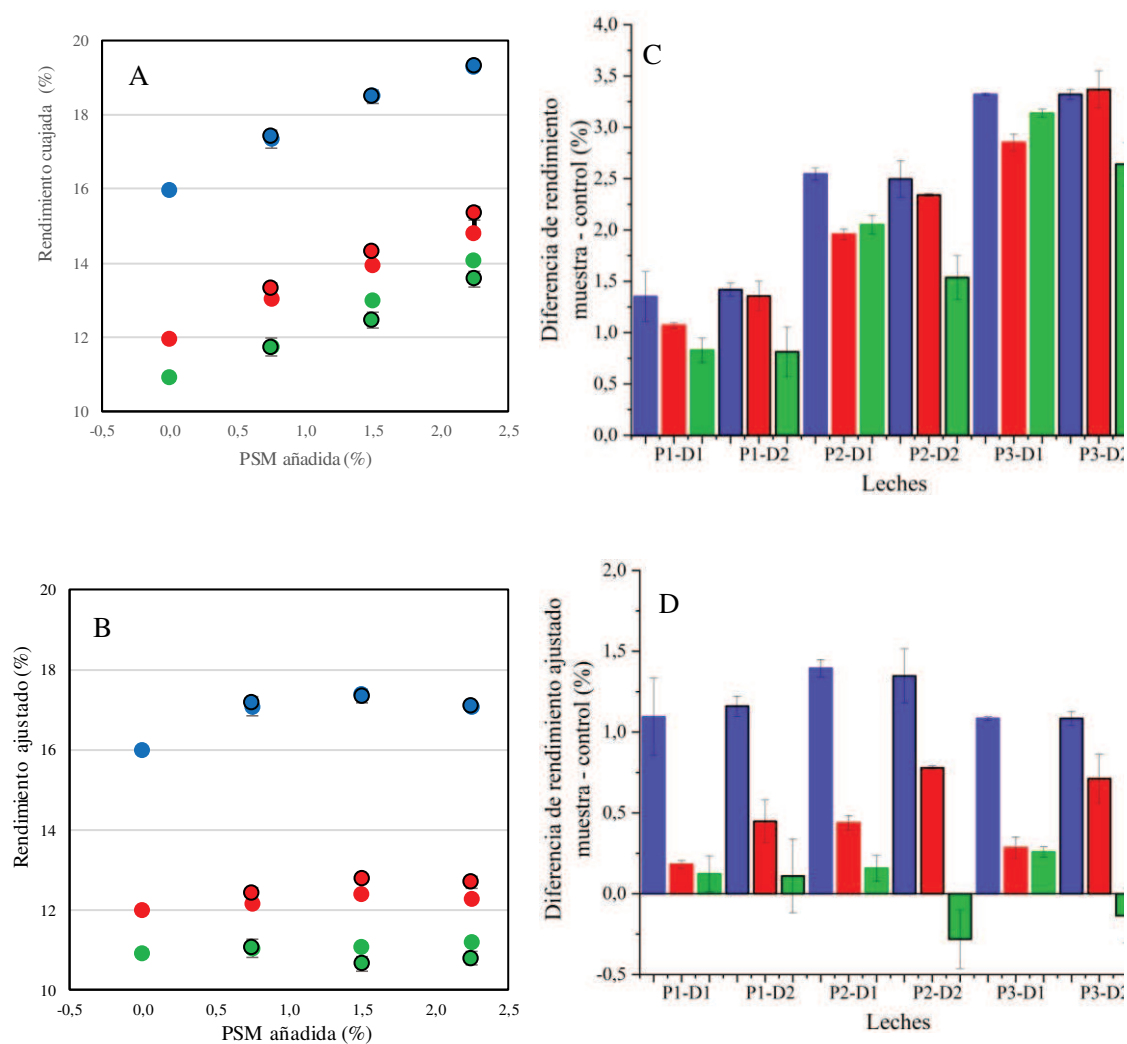 A
Rendimiento cuajada (%)
20
18
16
14
12
10
-0,5
0,0
0,5
1,0
1,5
2,0
2,5
PSM añadida (%)
C
Diferencia de rendimiento
muestra - control (%)
4,0
3,5
3,0
2,5
2,0
1,5
1,0
0,5
0,0
P1-D1
P1-D2
P2-D1
P2-D2
P3-D1
P3-D2
Leches
B
Rendimiento ajustado (%)
20
18
16
14
12
10
-0,5
0,0
0,5
1,0
1,5
2,0
2,5
PSM añadida (%)
D
Diferencia de rendimiento ajustado
muestra - control (%)
2,0
1,5
1,0
0,5
0,0
-0,5
P1-D1
P1-D2
P2-D1
P2-D2
P3-D1
P3-D2
Leches